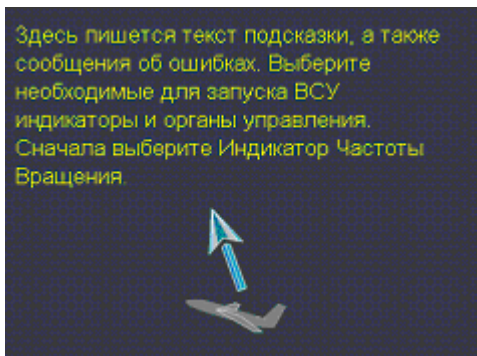 Здесь пишется текст подсказки, а также
сообщения об ошибках. Выберите
необходимые для запуска ВСУ
индикаторы и органы управления.
Сначала выберите Индикатор Частоты
Вращения.